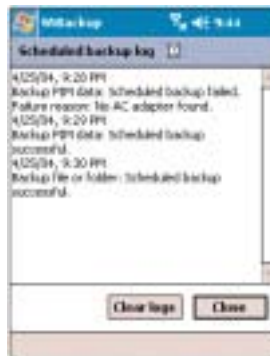 WBackup 9:44
Scheduled backup log
4/25/04, 9:28 PM
Backup PIM data: Scheduled backup failed.
Failure reason: No AC adapter found.
4/25/04, 9:29 PM
Backup PIM data: Scheduled backup
successful.
4/25/04, 9:30 PM
Backup file or folder: Scheduled backup
successful.
Clear logs Close